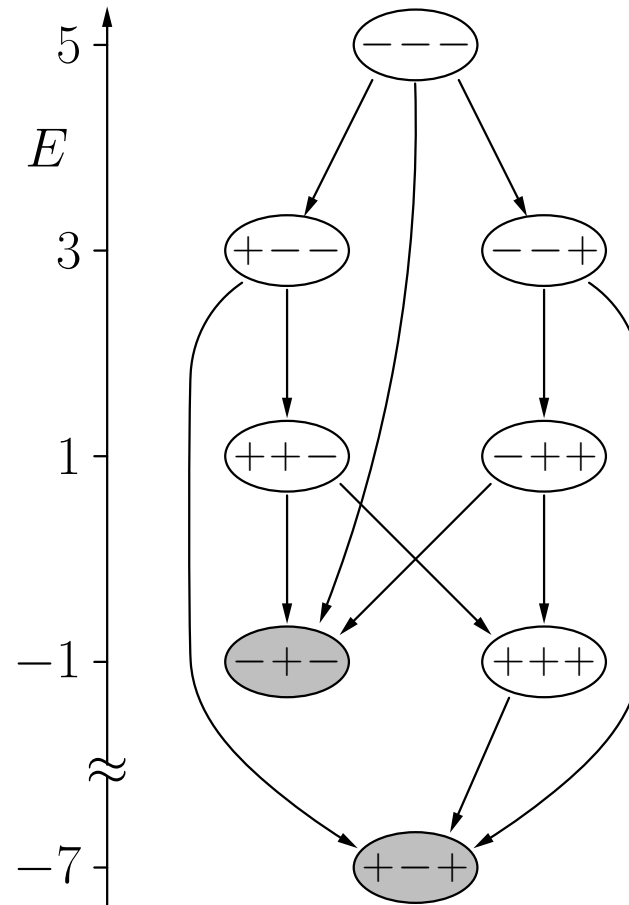 5 − − −
E
3 + − − − − +
1 + + − − + +
−1 − + − + + +
≈
−7 + − +